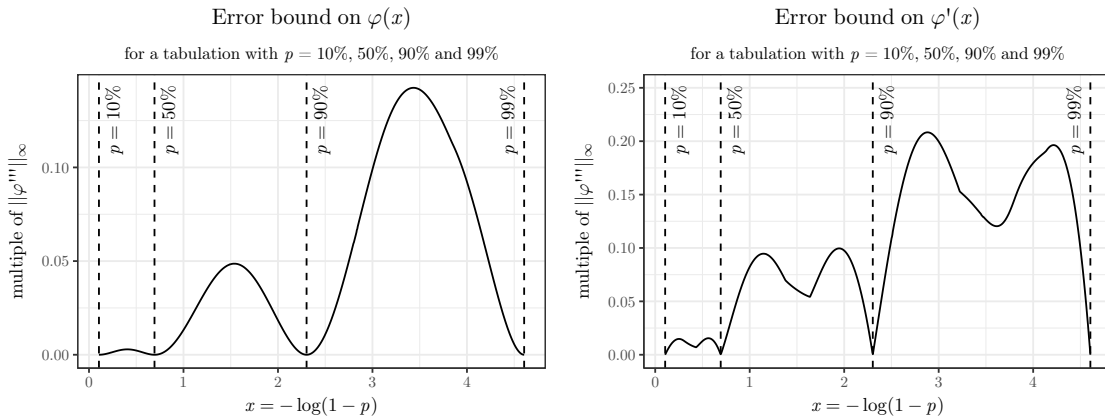 Error bound on φ(x)
for a tabulation with p = 10%, 50%, 90% and 99%
p = 10%
p = 50%
p = 90%
p = 99%
multiple of ||φ''''||∞
0.10
0.05
0.00
0
1
2
3
4
x = −log(1 − p)
Error bound on φ'(x)
for a tabulation with p = 10%, 50%, 90% and 99%
p = 10%
p = 50%
p = 90%
p = 99%
multiple of ||φ''''||∞
0.25
0.20
0.15
0.10
0.05
0.00
0
1
2
3
4
x = −log(1 − p)